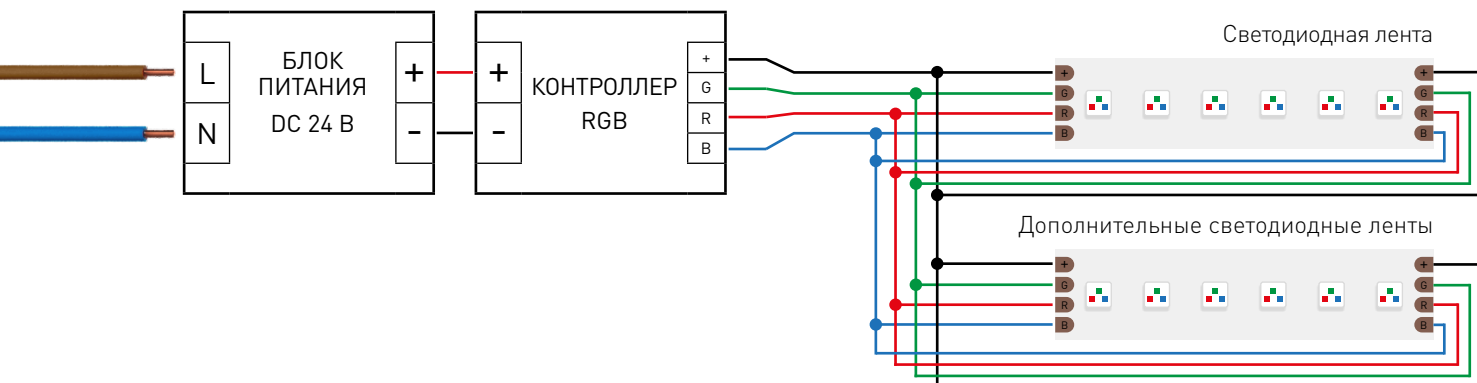 L
N
БЛОК
ПИТАНИЯ
DC 24 В
+
-
+
-
КОНТРОЛЛЕР
RGB
+
G
R
B
Светодиодная лента
+
G
R
B
+
G
R
B
Дополнительные светодиодные ленты
+
G
R
B
+
G
R
B